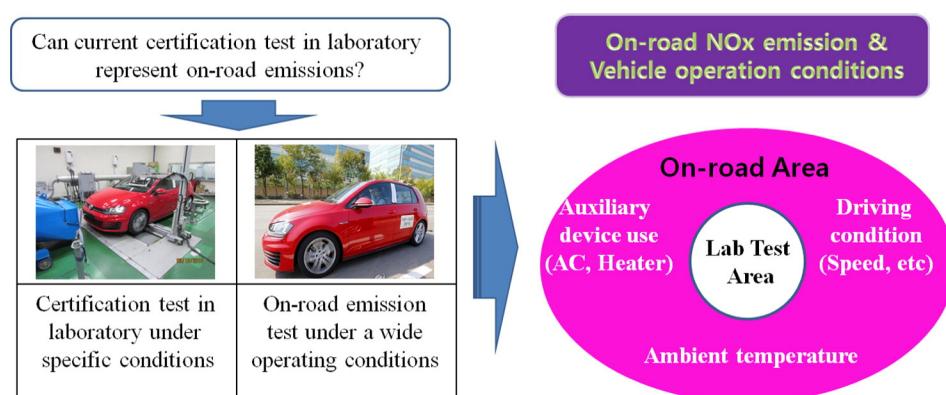 Can current certification test in laboratory
represent on-road emissions?
On-road NOx emission &
Vehicle operation conditions
Certification test in
laboratory under
specific conditions
On-road emission
test under a wide
operating conditions
On-road Area
Auxiliary
device use
(AC, Heater)
Lab Test
Area
Driving
condition
(Speed, etc)
Ambient temperature